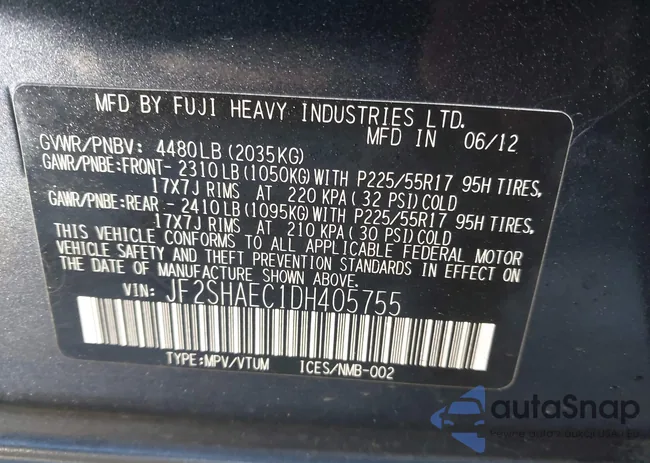 MFD BY FUJI HEAVY INDUSTRIES LTD.
MFD IN 06/12
GVWR/PNBV: 4480LB(2035KG)
GAWR/PNBE:FRONT- 2310LB(1050KG)WITH P225/55R17 95H TIRES,
17X7J RIMS AT 220 KPA(32 PSI)COLD
GAWR/PNBE:REAR - 2410LB(1095KG)WITH P225/55R17 95H TIRES,
17X7J RIMS AT 210 KPA(30 PSI)COLD
THIS VEHICLE CONFORMS TO ALL APPLICABLE FEDERAL MOTOR
VEHICLE SAFETY AND THEFT PREVENTION STANDARDS IN EFFECT
ON THE DATE OF MANUFACTURE SHOWN ABOVE.
VIN: JF2SHAEC1DH405755
TYPE:MPV/VTUM ICES/NMB-002
autaSnap